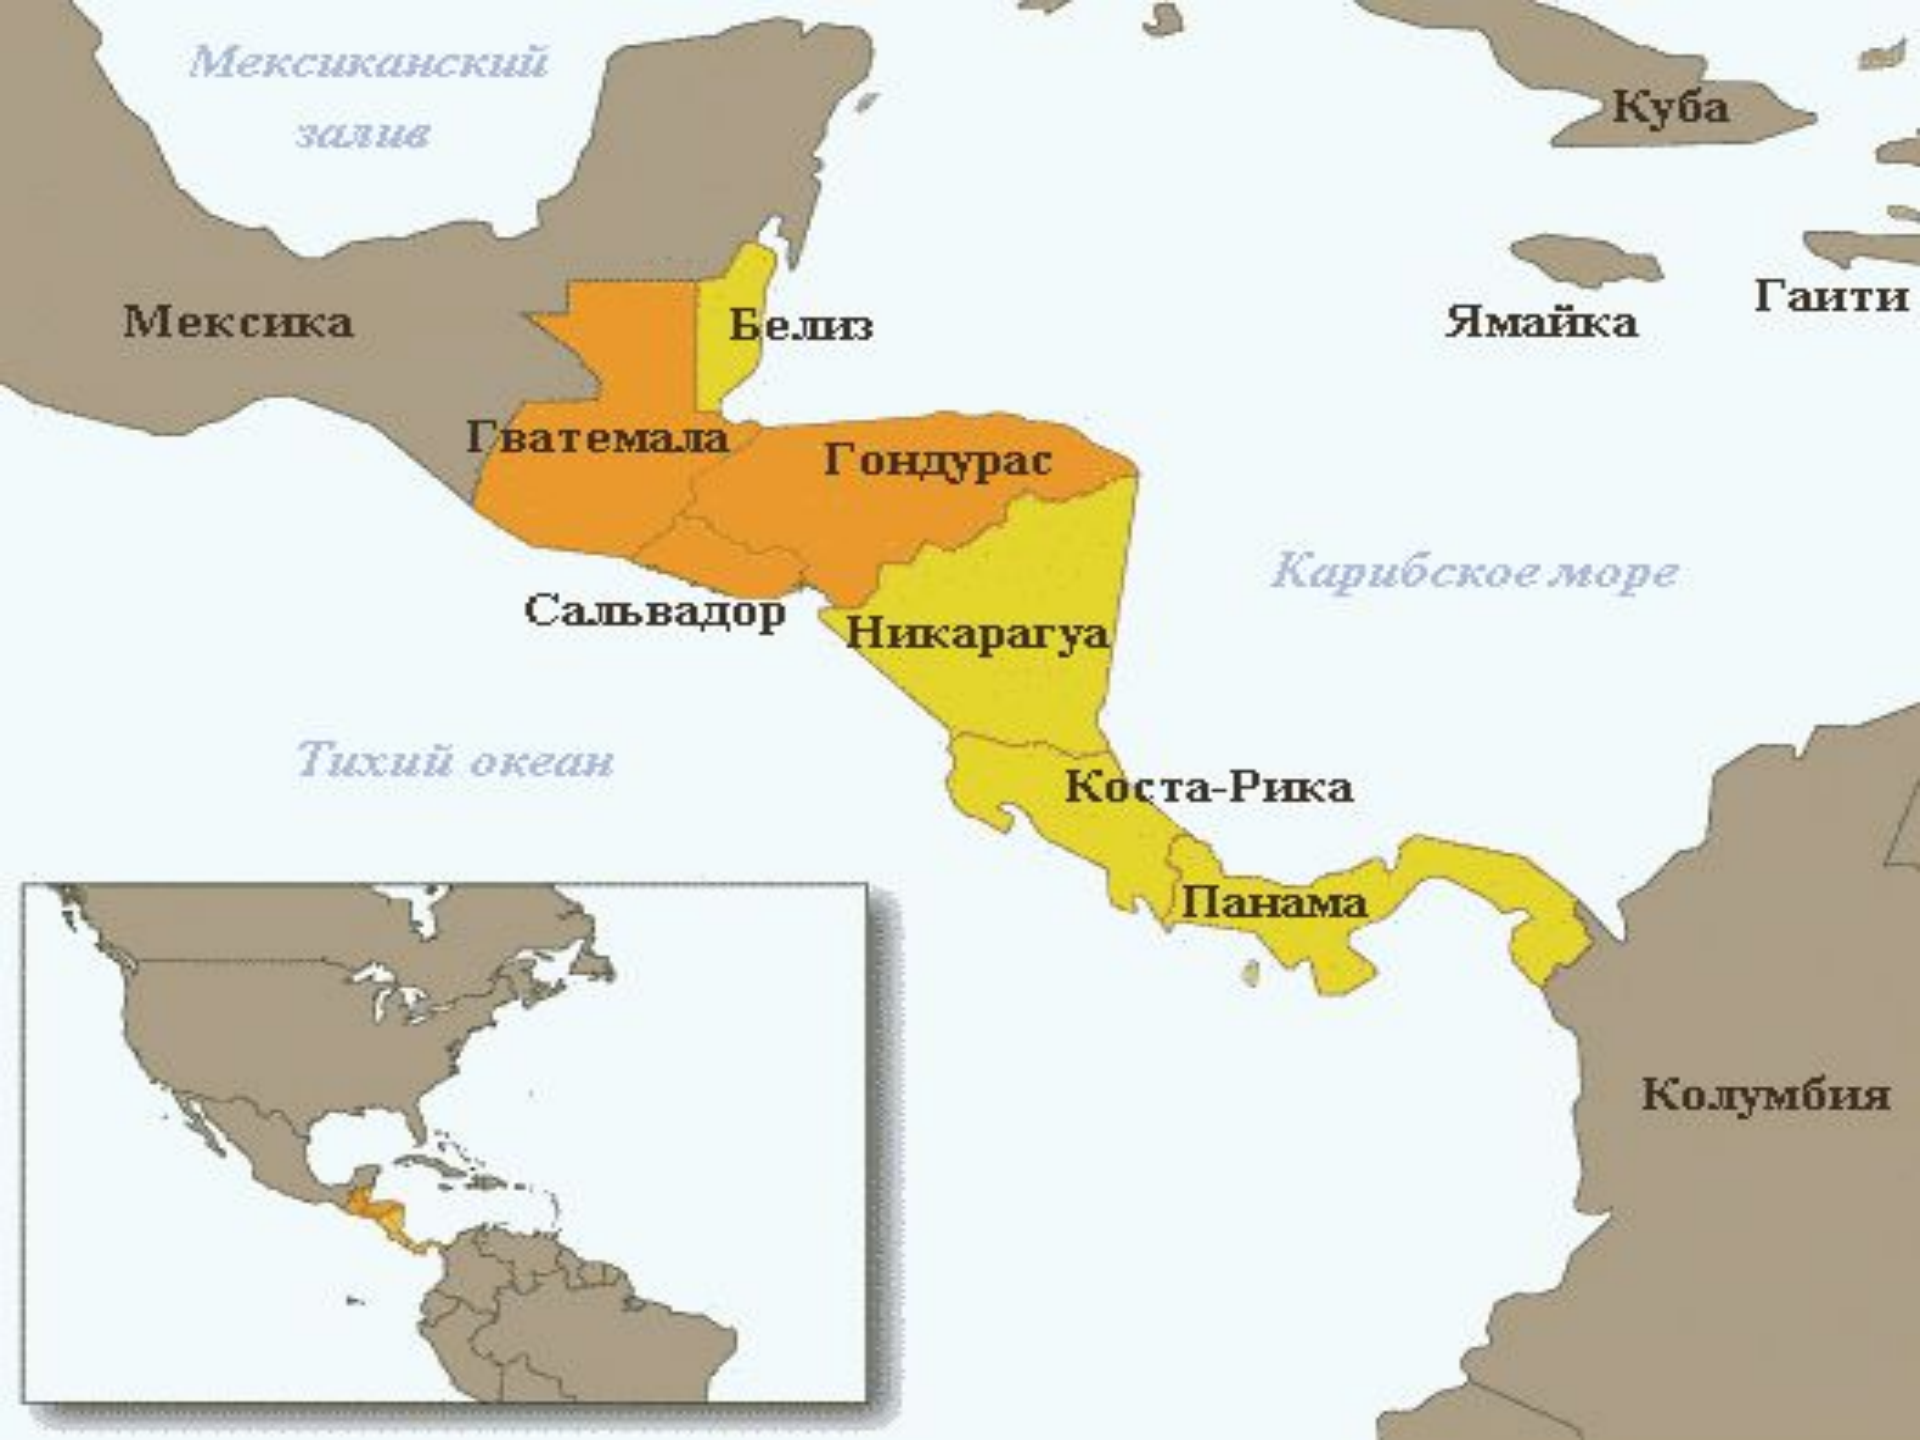 Мексиканский
залив
Куба
Мексика
Белиз
Ямайка
Гаити
Гватемала
Гондурас
Карибское море
Сальвадор
Никарагуа
Тихий океан
Коста-Рика
Панама
Колумбия